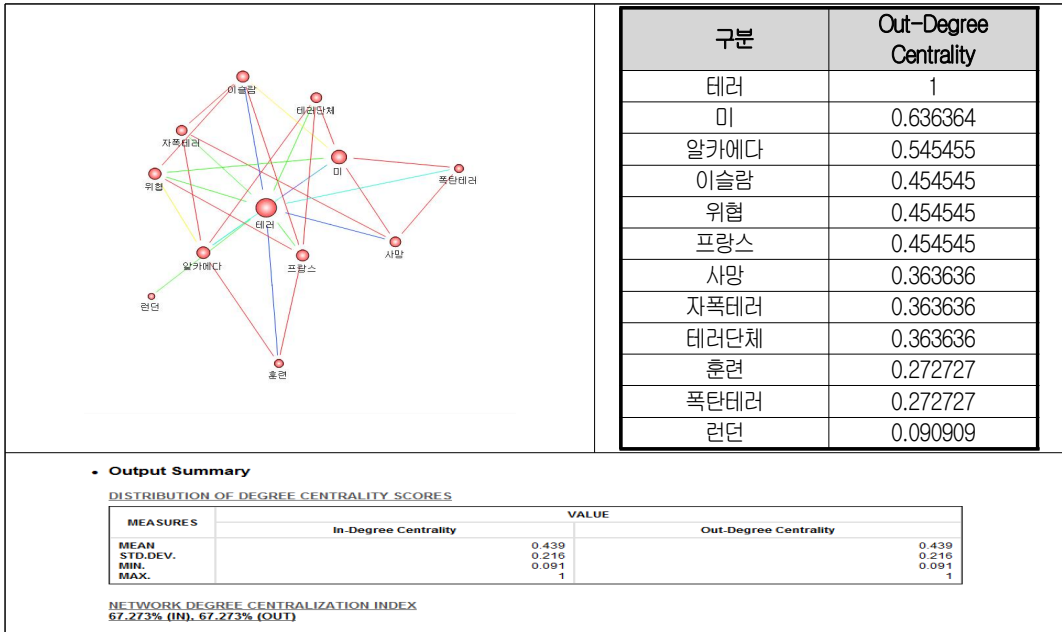 이슬람
테러단체
자폭테러
미
위협
폭탄테러
테러
사망
알카에다
프랑스
런던
훈련
구분 Out-Degree
Centrality
테러 1
미 0.636364
알카에다 0.545455
이슬람 0.454545
위협 0.454545
프랑스 0.454545
사망 0.363636
자폭테러 0.363636
테러단체 0.363636
훈련 0.272727
폭탄테러 0.272727
런던 0.090909
• Output Summary
DISTRIBUTION OF DEGREE CENTRALITY SCORES
MEASURES VALUE
In-Degree Centrality Out-Degree Centrality
MEAN 0.439 0.439
STD.DEV. 0.216 0.216
MIN. 0.091 0.091
MAX. 1 1
NETWORK DEGREE CENTRALIZATION INDEX
67.273% (IN), 67.273% (OUT)